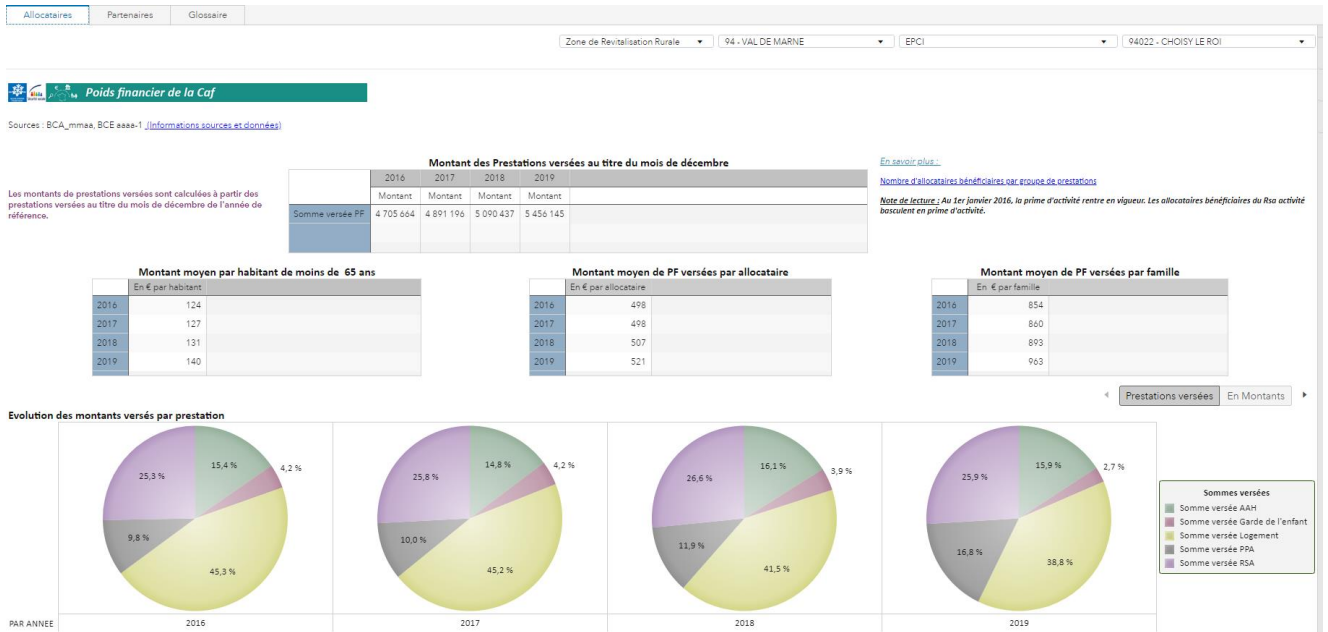 Allocataires Partenaires Glossaire
Zone de Revitalisation Rurale 94 - VAL DE MARNE EPCI 94022 - CHOISY LE ROI
Poids financier de la Caf
Sources : BCA_mmaa, BCE aaaa-1 (Informations sources et données)
Montant des Prestations versées au titre du mois de décembre
2016 2017 2018 2019
Montant Montant Montant Montant
Somme versée PF 4 705 664 4 891 196 5 090 437 5 456 145
Les montants de prestations versées sont calculées à partir des
prestations versées au titre du mois de décembre de l'année de
référence.
En savoir plus :
Nombre d'allocataires bénéficiaires par groupe de prestations
Note de lecture : Au 1er janvier 2016, la prime d'activité rentre en vigueur. Les allocataires bénéficiaires du Rsa activité
basculent en prime d'activité.
Montant moyen par habitant de moins de 65 ans
En € par habitant
2016 124
2017 127
2018 131
2019 140
Montant moyen de PF versées par allocataire
En € par allocataire
2016 498
2017 498
2018 507
2019 521
Montant moyen de PF versées par famille
En € par famille
2016 854
2017 860
2018 893
2019 963
Prestations versées En Montants
Evolution des montants versés par prestation
15,4 %
4,2 %
45,3 %
9,8 %
25,3 %
14,8 %
4,2 %
45,2 %
10,0 %
25,8 %
16,1 %
3,9 %
41,5 %
11,9 %
26,6 %
15,9 %
2,7 %
38,8 %
16,8 %
25,9 %
Sommes versées
Somme versée AAH
Somme versée Garde de l'enfant
Somme versée Logement
Somme versée PPA
Somme versée RSA
PAR ANNEE 2016 2017 2018 2019